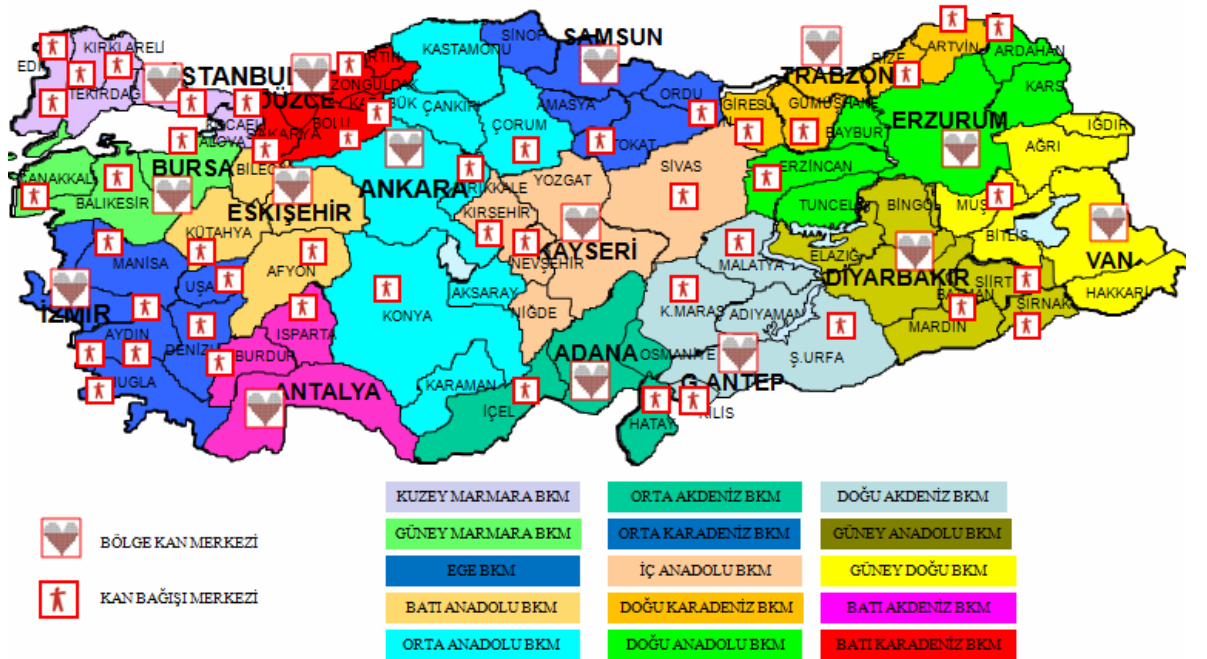 SİNOP
SAMSUN
KASTAMONU
KIRKLARELİ
EDİ
ARTVİN
ARDAHAN
RİZE
TRABZON
KARS
İSTANBUL
TEKİRDAĞ
ARTIN
ZONGULDAK
DÜZCE
KARABÜK
ÇANKIRI
ÇORUM
AMASYA
ORDU
GİRESUN
GÜMÜŞHANE
BAYBURT
ERZURUM
IĞDIR
KOCAELİ
YALOVA
SAKARYA
BOLU
TOKAT
AĞRI
BURSA
BİLECİK
ANKARA
KIRIKKALE
YOZGAT
SİVAS
ERZİNCAN
ÇANAKKALE
BALIKESİR
ESKİŞEHİR
KIRŞEHİR
TUNCELİ
BİNGÖL
MUŞ
KÜTAHYA
KAYSERİ
BİTLİS
MANİSA
UŞAK
AFYON
NEVŞEHİR
MALATYA
ELAZIĞ
DİYARBAKIR
SİİRT
VAN
İZMİR
AKSARAY
K.MARAŞ
ADIYAMAN
BATMAN
ŞIRNAK
HAKKARİ
AYDIN
DENİZLİ
ISPARTA
KONYA
NİĞDE
MARDİN
BURDUR
ADANA
OSMANİYE
Ş.URFA
MUGLA
ANTALYA
KARAMAN
G.ANTEP
İÇEL
HATAY
KİLİS
BÖLGE KAN MERKEZİ
KAN BAĞIŞI MERKEZİ
KUZEY MARMARA BKM
GÜNEY MARMARA BKM
EGE BKM
BATI ANADOLU BKM
ORTA ANADOLU BKM
ORTA AKDENİZ BKM
ORTA KARADENİZ BKM
İÇ ANADOLU BKM
DOĞU KARADENİZ BKM
DOĞU ANADOLU BKM
DOĞU AKDENİZ BKM
GÜNEY ANADOLU BKM
GÜNEY DOĞU BKM
BATI AKDENİZ BKM
BATI KARADENİZ BKM